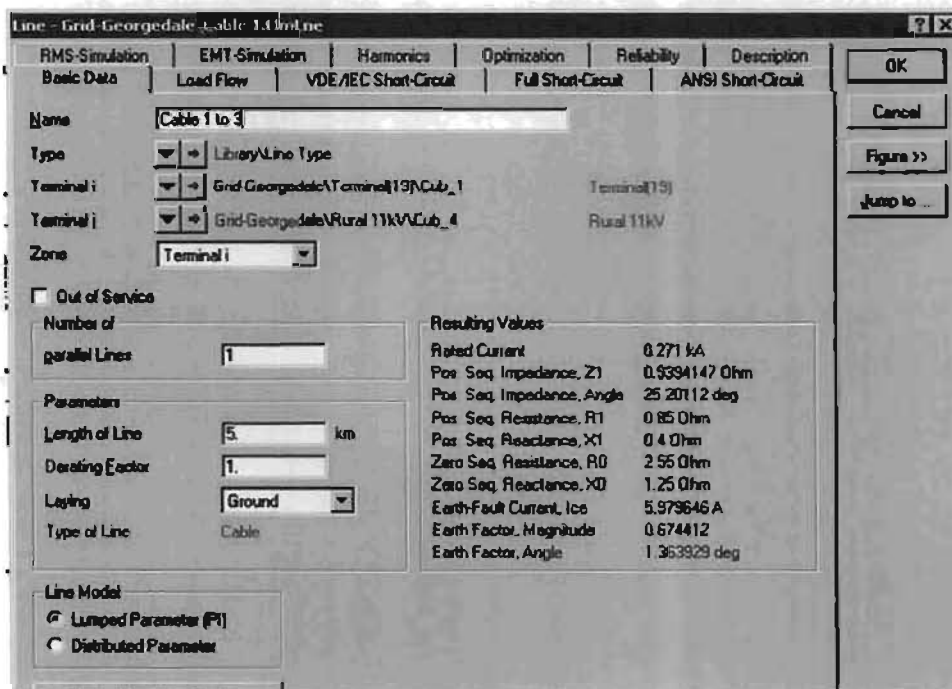 Line - Grid-Georgedale
RMS-Simulation EMT-Simulation Harmonics Optimization Reliability Description
Basic Data Load Flow VDE/IEC Short-Circuit Full Short-Circuit ANSI Short-Circuit
OK
Cancel
Figure >>
Jump to ...
Name Cable 1 to 3
Type Library\Line Type
Terminal i Grid-Georgedale\Terminal(19)\Cub_1 Terminal(19)
Terminal j Grid-Georgedale\Rural 11kV\Cub_4 Rural 11kV
Zone Terminal i
Out of Service
Number of
parallel Lines 1
Parameters
Length of Line 5. km
Derating Factor 1.
Laying Ground
Type of Line Cable
Resulting Values
Rated Current 0.271 kA
Pos. Seq. Impedance, Z1 0.9394147 Ohm
Pos. Seq. Impedance, Angle 25.20112 deg
Pos. Seq. Resistance, R1 0.85 Ohm
Pos. Seq. Reactance, X1 0.4 Ohm
Zero Seq. Resistance, R0 2.55 Ohm
Zero Seq. Reactance, X0 1.25 Ohm
Earth-Fault Current, Ice 5.979646 A
Earth Factor, Magnitude 0.674412
Earth Factor, Angle 1.363929 deg
Line Model
Lumped Parameter (PI)
Distributed Parameter